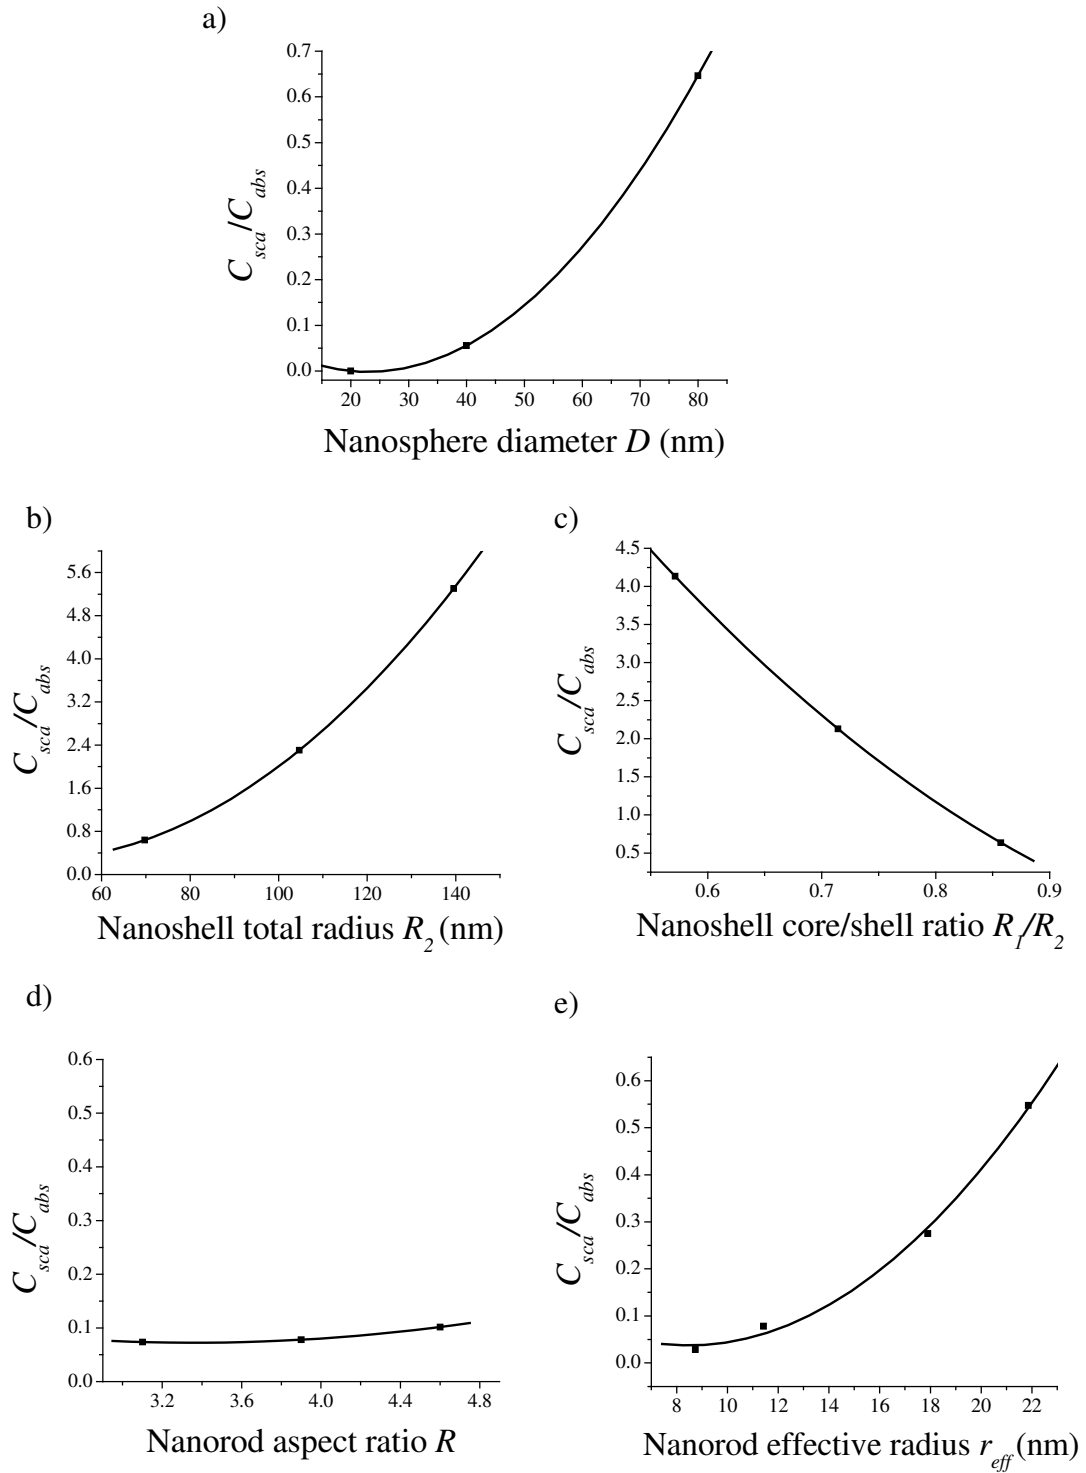 a)
0.7
0.6
0.5
0.4
0.3
0.2
0.1
0.0
C_sca/C_abs
20 30 40 50 60 70 80
Nanosphere diameter D (nm)
b)
5.6
4.8
4.0
3.2
2.4
1.6
0.8
0.0
C_sca/C_abs
60 80 100 120 140
Nanoshell total radius R_2 (nm)
c)
4.5
4.0
3.5
3.0
2.5
2.0
1.5
1.0
0.5
C_sca/C_abs
0.6 0.7 0.8 0.9
Nanoshell core/shell ratio R_1/R_2
d)
0.6
0.5
0.4
0.3
0.2
0.1
0.0
C_sca/C_abs
3.2 3.6 4.0 4.4 4.8
Nanorod aspect ratio R
e)
0.6
0.5
0.4
0.3
0.2
0.1
0.0
C_sca/C_abs
8 10 12 14 16 18 20 22
Nanorod effective radius r_eff (nm)